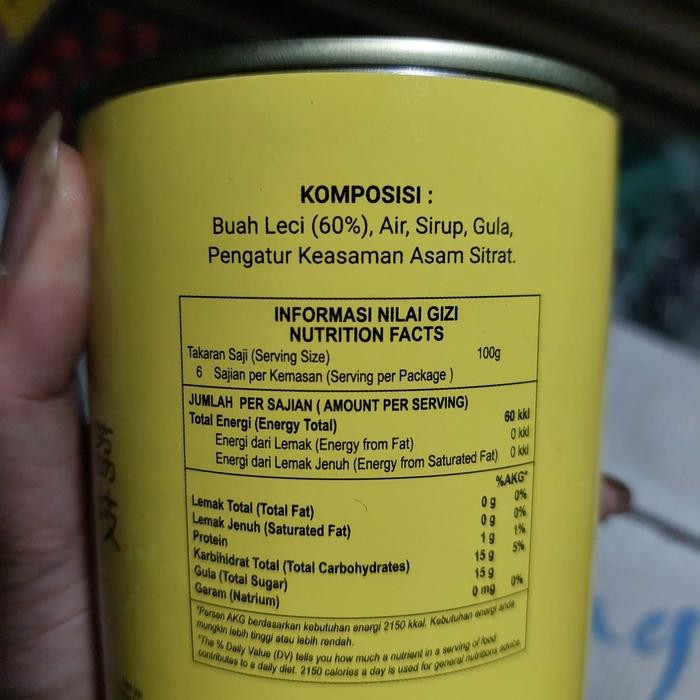 KOMPOSISI :
Buah Leci (60%), Air, Sirup, Gula,
Pengatur Keasaman Asam Sitrat.
INFORMASI NILAI GIZI
NUTRITION FACTS
Takaran Saji (Serving Size) 100g
6 Sajian per Kemasan (Serving per Package )
JUMLAH PER SAJIAN ( AMOUNT PER SERVING)
Total Energi (Energy Total) 60 kkl
Energi dari Lemak (Energy from Fat) 0 kkl
Energi dari Lemak Jenuh (Energy from Saturated Fat) 0 kkl
%AKG*
Lemak Total (Total Fat) 0 g 0%
Lemak Jenuh (Saturated Fat) 0 g 0%
Protein 1 g 1%
Karbihidrat Total (Total Carbohydrates) 15 g 5%
Gula (Total Sugar) 15 g
Garam (Natrium) 0 mg 0%
*Persen AKG berdasarkan kebutuhan energi 2150 kkal. Kebutuhan energi anda
mungkin lebih tinggi atau lebih rendah.
*The % Daily Value (DV) tells you how much a nutrient in a serving of food
contributes to a daily diet. 2150 calories a day is used for general nutritions advice.